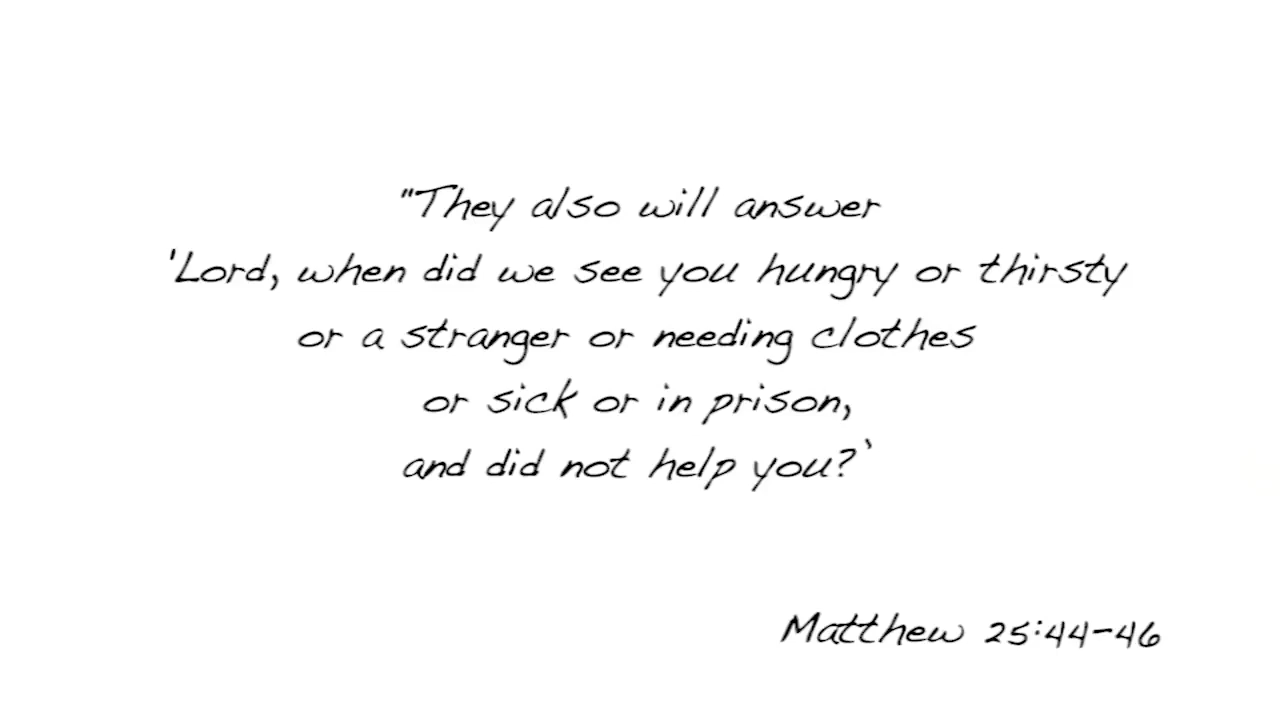 "They also will answer
'Lord, when did we see you hungry or thirsty
or a stranger or needing clothes
or sick or in prison,
and did not help you?'
Matthew 25:44-46